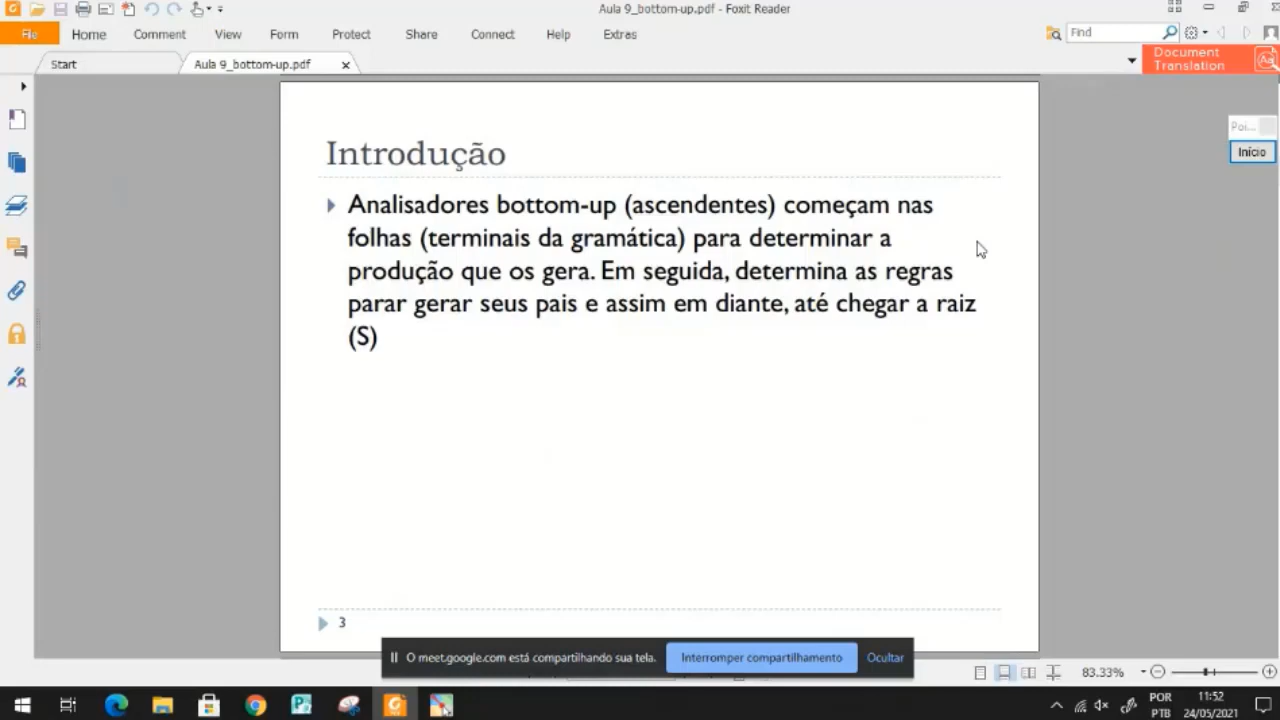 Aula 9_bottom-up.pdf - Foxit Reader
File Home Comment View Form Protect Share Connect Help Extras
Find
Start Aula 9_bottom-up.pdf
Document
Translation
Poi...
Início
Introdução
Analisadores bottom-up (ascendentes) começam nas
folhas (terminais da gramática) para determinar a
produção que os gera. Em seguida, determina as regras
parar gerar seus pais e assim em diante, até chegar a raiz
(S)
3
O meet.google.com está compartilhando sua tela. Interromper compartilhamento Ocultar
83.33%
POR 11:52
PTB 24/05/2021